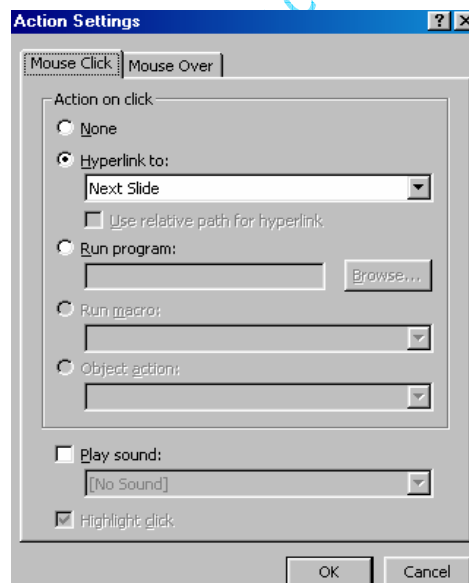 Action Settings
Mouse Click Mouse Over
Action on click
None
Hyperlink to:
Next Slide
Use relative path for hyperlink
Run program:
Browse...
Run macro:
Object action:
Play sound:
[No Sound]
Highlight click
OK Cancel